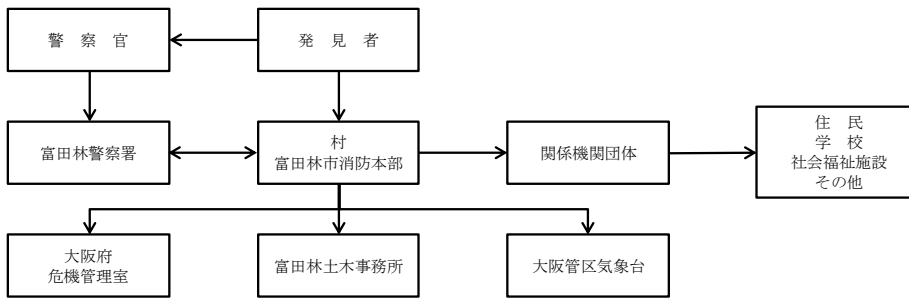 警 察 官
発 見 者
富田林警察署
村
富田林市消防本部
関係機関団体
住 民
学 校
社会福祉施設
その他
大阪府
危機管理室
富田林土木事務所
大阪管区気象台